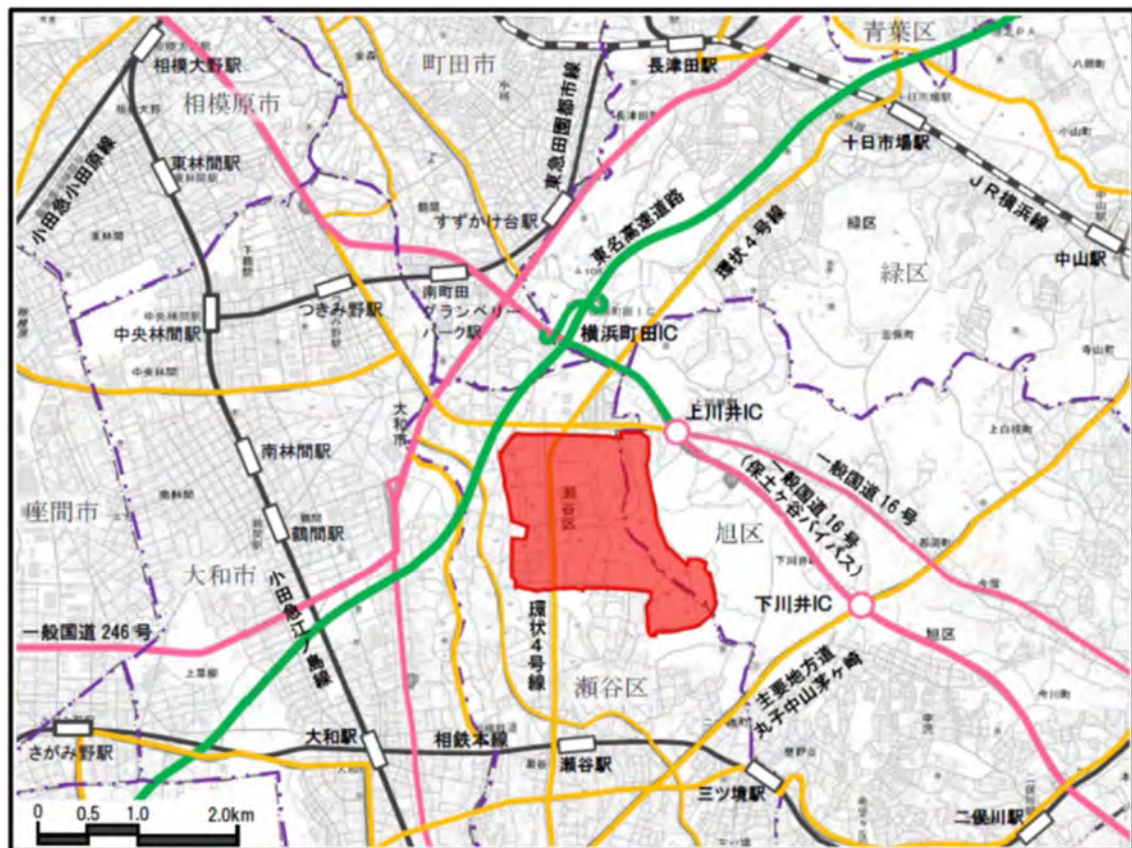 相模大野駅
相模原市
町田市
長津田駅
青葉区
小田急小田原線
東林間駅
東急田園都市線
十日市場駅
JR横浜線
すずかけ台駅
東名高速道路
環状4号線
緑区
緑区
中山駅
南町田
グランベリー
パーク駅
つきみ野駅
中央林間駅
中央林間
横浜町田IC
大和市
上川井IC
南林間駅
瀬谷区
一般国道16号
一般国道16号
(保土ケ谷バイパス)
座間市
鶴間駅
大和市
旭区
小田急江ノ島線
下川井IC
一般国道246号
環状4号線
旭区
瀬谷区
主要地方道
丸子中山茅ヶ崎
さがみ野駅
大和駅
相鉄本線
瀬谷駅
三ツ境駅
二俣川駅
0 0.5 1.0 2.0km